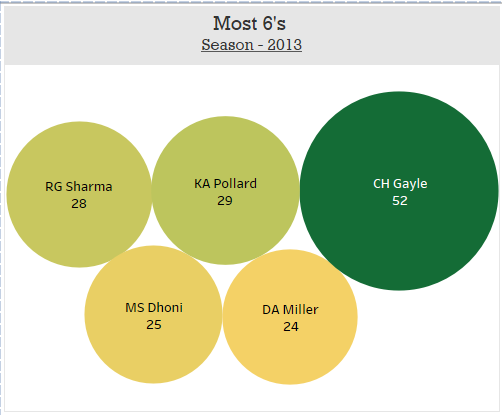 Most 6's
Season - 2013
RG Sharma
28
KA Pollard
29
CH Gayle
52
MS Dhoni
25
DA Miller
24